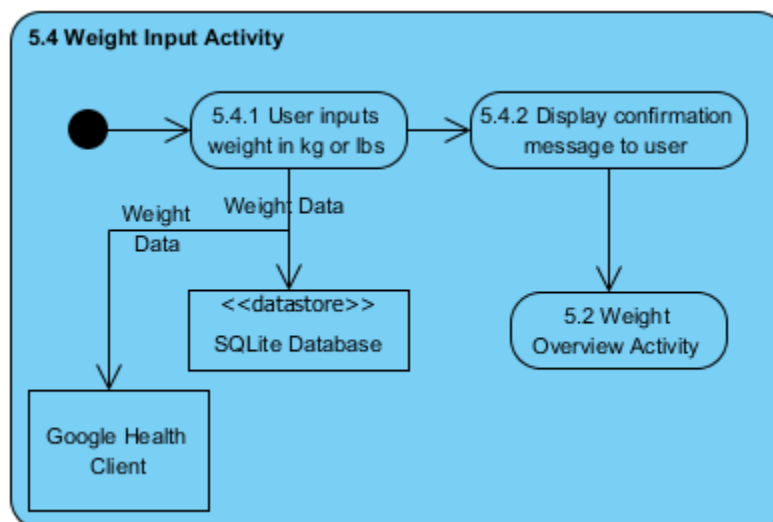 5.4 Weight Input Activity
5.4.1 User inputs
weight in kg or lbs
5.4.2 Display confirmation
message to user
Weight Data
Weight
Data
<<datastore>>
SQLite Database
5.2 Weight
Overview Activity
Google Health
Client